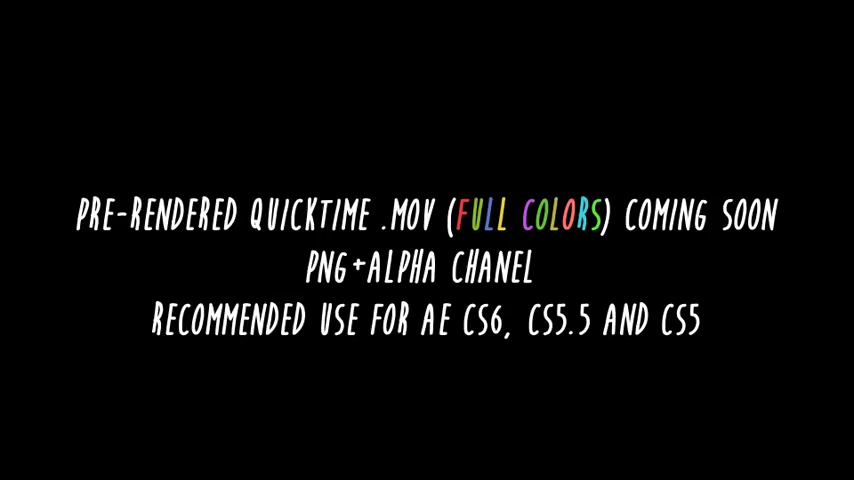 PRE-RENDERED QUICKTIME .MOV (FULL COLORS) COMING SOON
PNG+ALPHA CHANEL
RECOMMENDED USE FOR AE CS6, CS5.5 AND CS5